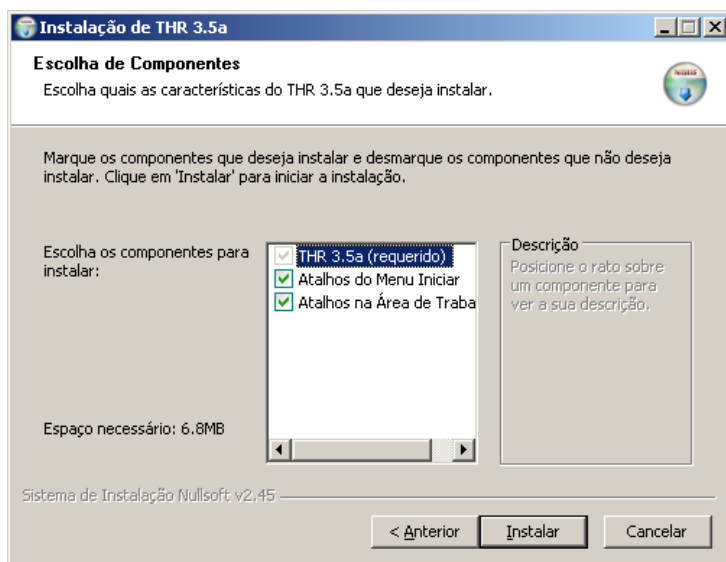 Instalação de THR 3.5a
Escolha de Componentes
Escolha quais as características do THR 3.5a que deseja instalar.
Marque os componentes que deseja instalar e desmarque os componentes que não deseja
instalar. Clique em 'Instalar' para iniciar a instalação.
Escolha os componentes para
instalar:
THR 3.5a (requerido)
Atalhos do Menu Iniciar
Atalhos na Área de Traba
Descrição
Posicione o rato sobre
um componente para
ver a sua descrição.
Espaço necessário: 6.8MB
Sistema de Instalação Nullsoft v2.45
< Anterior
Instalar
Cancelar